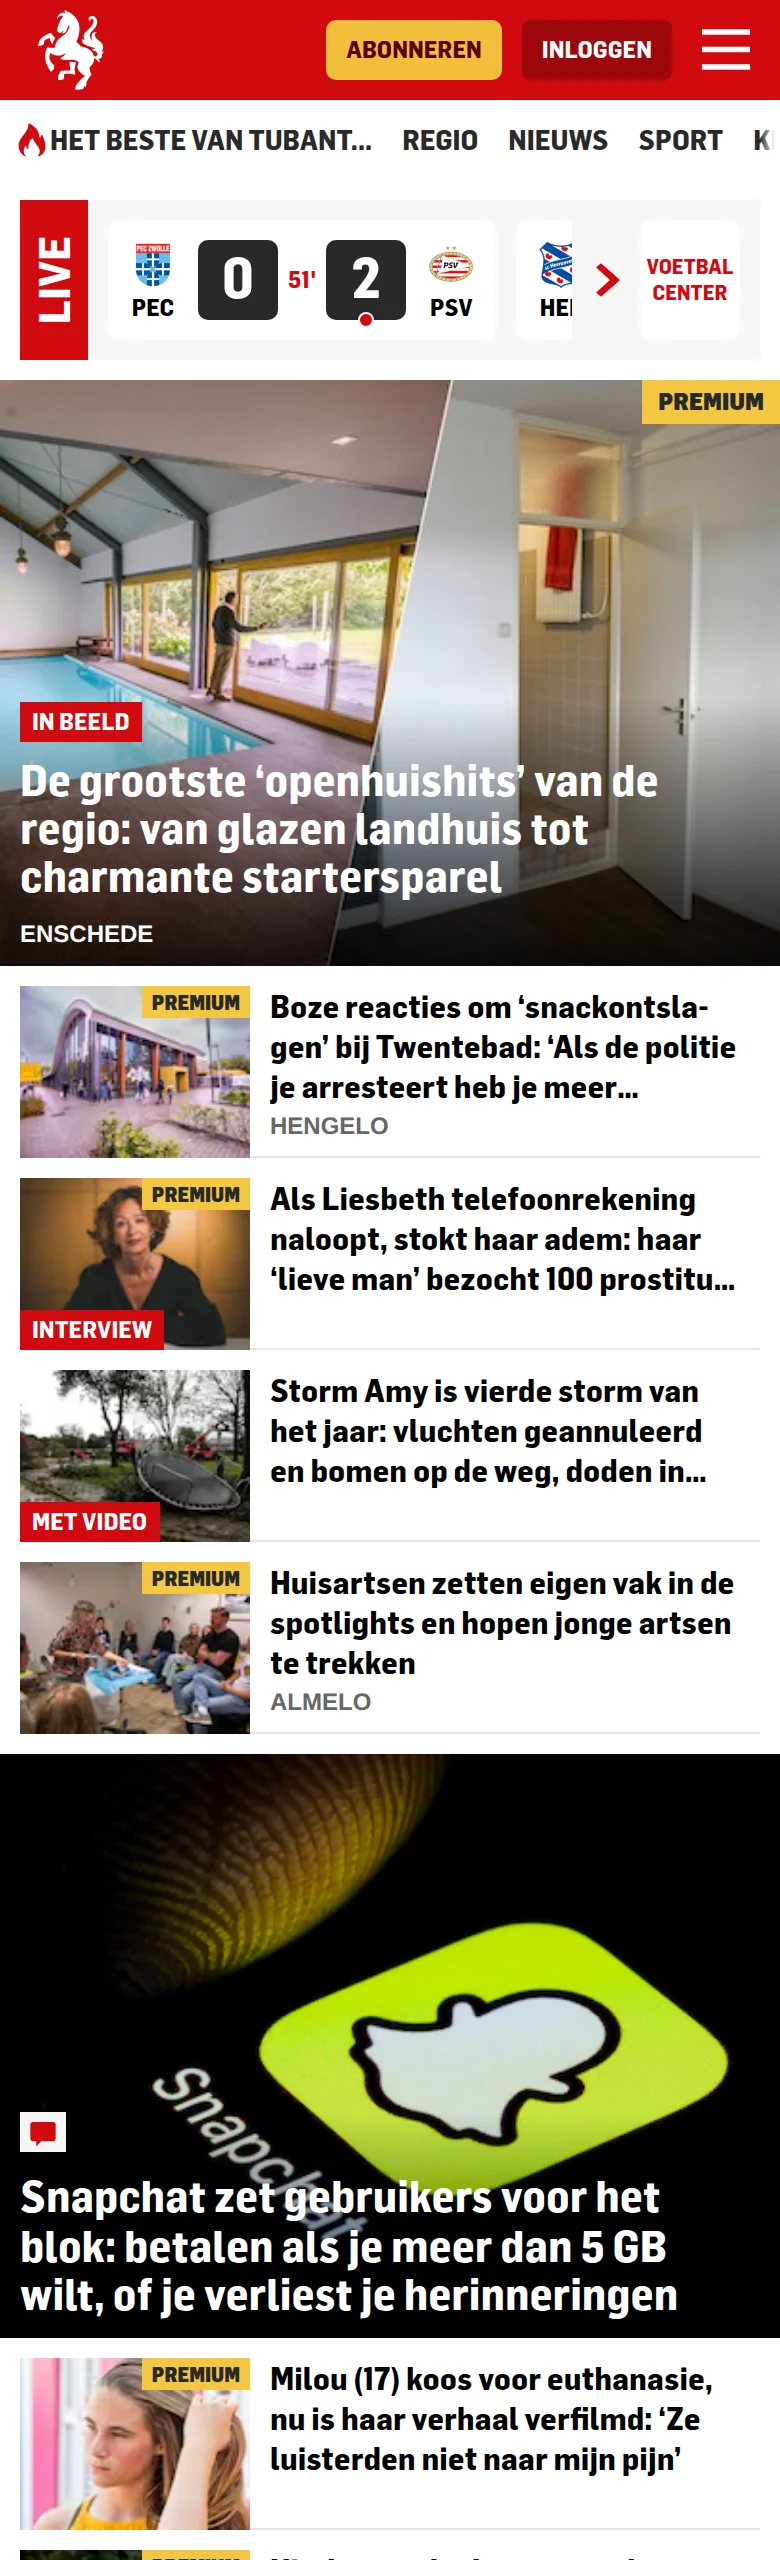 ABONNEREN
INLOGGEN
HET BESTE VAN TUBANT...
REGIO
NIEUWS
SPORT
LIVE
PEC ZWOLLE
PEC
0
51'
2
PSV
PSV
HE
VOETBAL
CENTER
PREMIUM
IN BEELD
De grootste ‘openhuishits’ van de
regio: van glazen landhuis tot
charmante startersparel
ENSCHEDE
PREMIUM
Boze reacties om ‘snackontsla-
gen’ bij Twentebad: ‘Als de politie
je arresteert heb je meer...
HENGELO
PREMIUM
INTERVIEW
Als Liesbeth telefoonrekening
naloopt, stokt haar adem: haar
‘lieve man’ bezocht 100 prostitu...
MET VIDEO
Storm Amy is vierde storm van
het jaar: vluchten geannuleerd
en bomen op de weg, doden in...
PREMIUM
Huisartsen zetten eigen vak in de
spotlights en hopen jonge artsen
te trekken
ALMELO
Snapchat
Snapchat zet gebruikers voor het
blok: betalen als je meer dan 5 GB
wilt, of je verliest je herinneringen
PREMIUM
Milou (17) koos voor euthanasie,
nu is haar verhaal verfilmd: ‘Ze
luisterden niet naar mijn pijn’